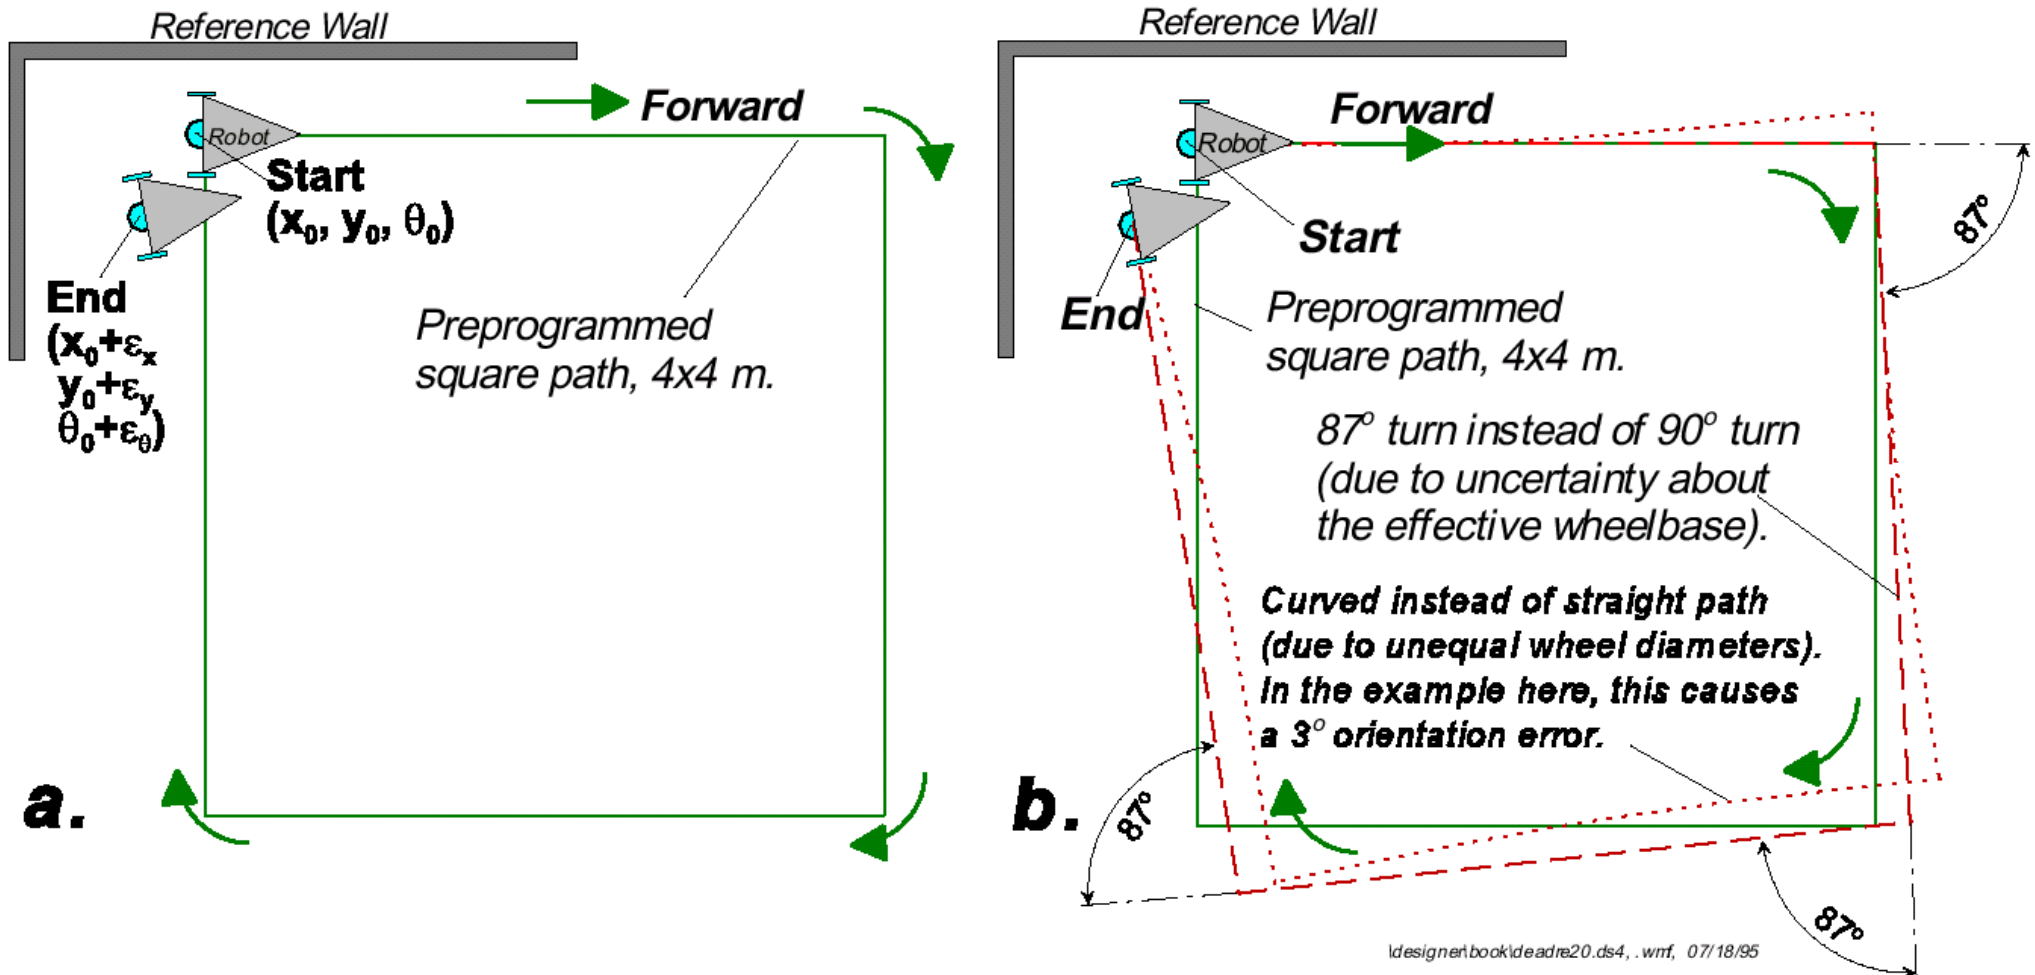 Reference Wall
Forward
Robot
Start
(x₀, y₀, θ₀)
End
(x₀+εₓ
y₀+ε_y
θ₀+ε_θ)
Preprogrammed
square path, 4x4 m.
a.
Reference Wall
Forward
Robot
Start
End
87°
Preprogrammed
square path, 4x4 m.
87° turn instead of 90° turn
(due to uncertainty about
the effective wheelbase).
Curved instead of straight path
(due to unequal wheel diameters).
In the example here, this causes
a 3° orientation error.
b.
87°
87°
\designer\book\deadre20.ds4, .wmf, 07/18/95